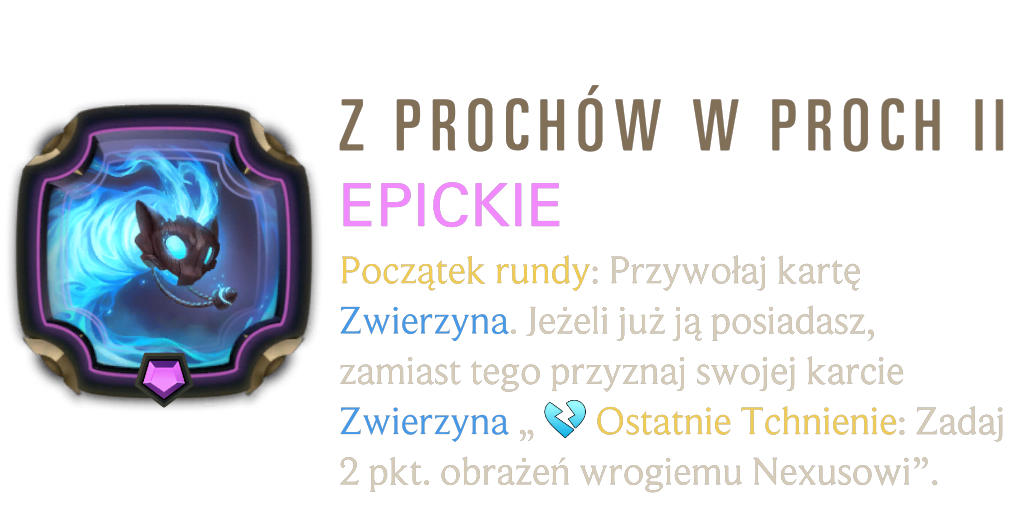 Z PROCHÓW W PROCH II
EPICKIE
Początek rundy: Przywołaj kartę
Zwierzyna. Jeżeli już ją posiadasz,
zamiast tego przyznaj swojej karcie
Zwierzyna „ Ostatnie Tchnienie: Zadaj
2 pkt. obrażeń wrogiemu Nexusowi”.